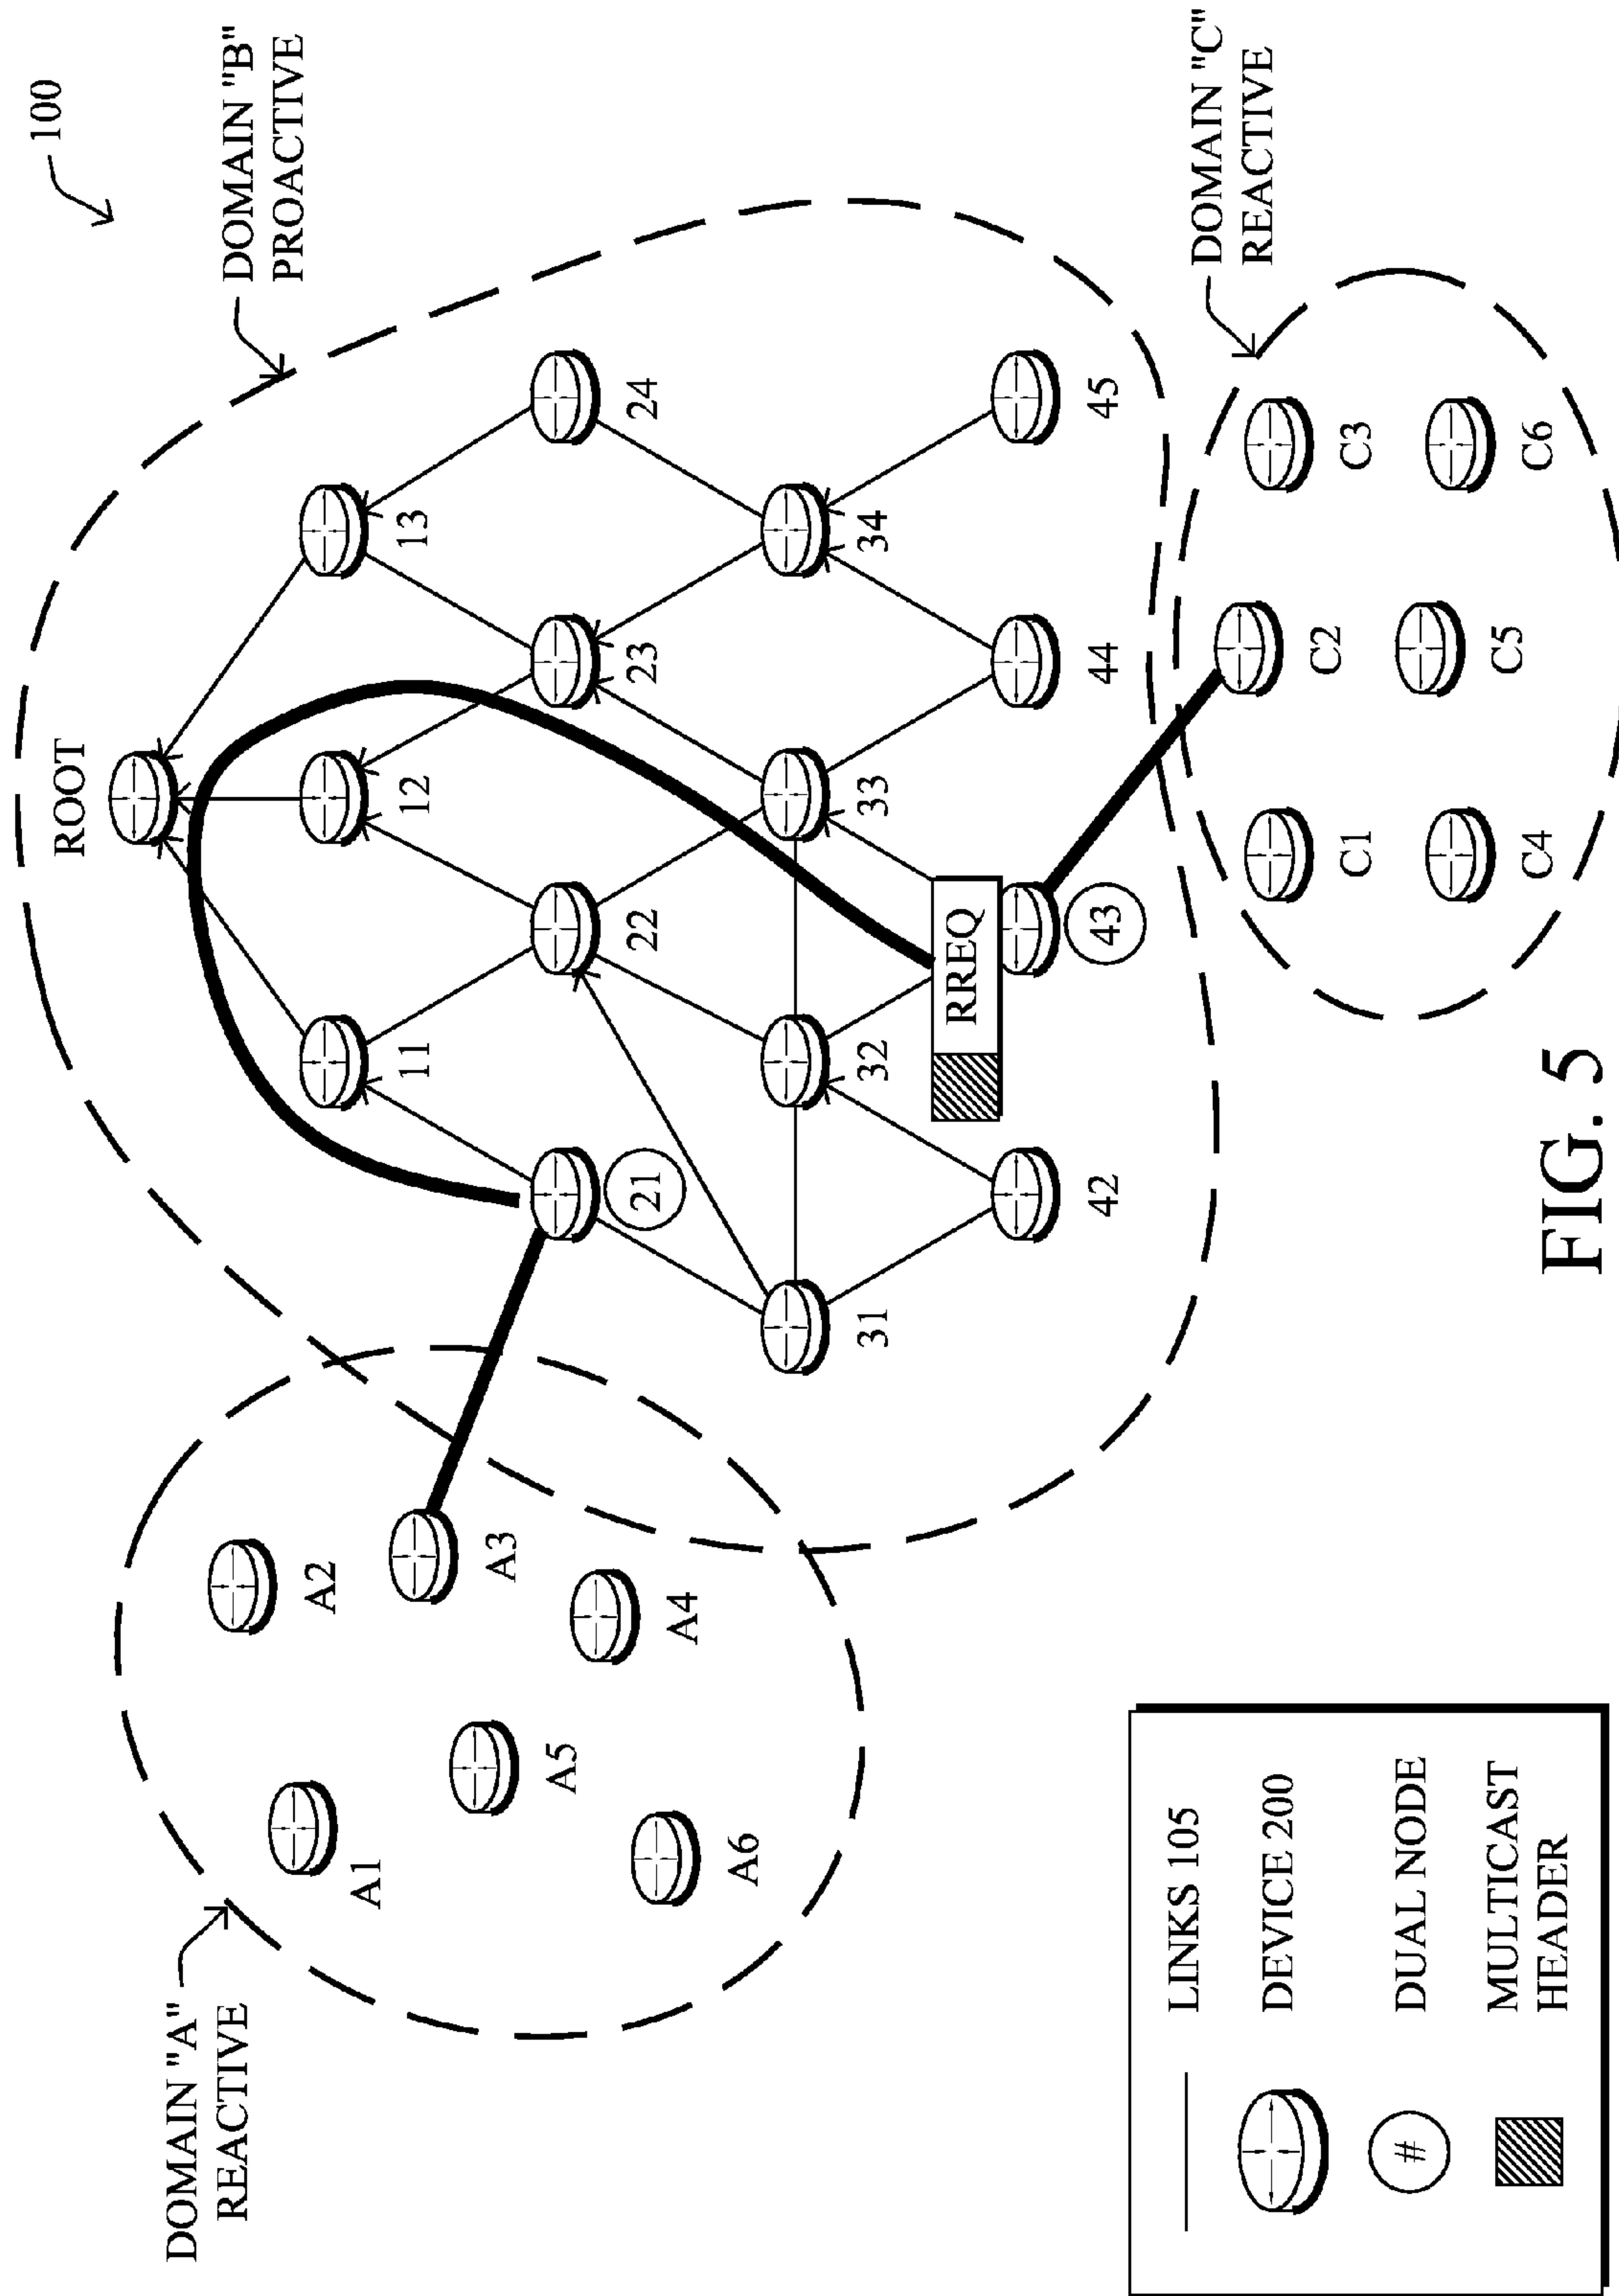 100
DOMAIN "B"
PROACTIVE
DOMAIN "A"
REACTIVE
ROOT
A1
A2
A3
A4
A5
A6
11
12
13
21
22
23
24
31
32
33
34
RREQ
42
43
44
45
DOMAIN "C"
REACTIVE
C1
C2
C3
C4
C5
C6
LINKS 105
DEVICE 200
# DUAL NODE
MULTICAST
HEADER
FIG. 5